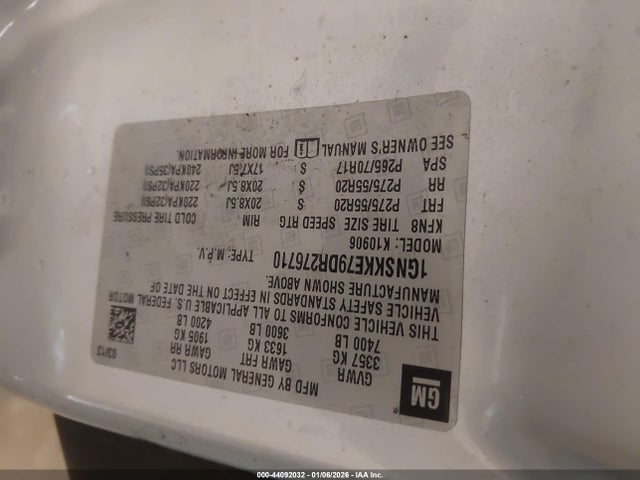 GM
MFD BY GENERAL MOTORS LLC
03/13
GVWR GAWR FRT GAWR RR
3357 KG 1633 KG 1905 KG
7400 LB 3600 LB 4200 LB
THIS VEHICLE CONFORMS TO ALL APPLICABLE U.S. FEDERAL MOTOR
VEHICLE SAFETY STANDARDS IN EFFECT ON THE DATE OF
MANUFACTURE SHOWN ABOVE.
1GNSKKE79DR276710 TYPE: M.P.V.
MODEL: K10906
KFN8 TIRE SIZE SPEED RTG RIM COLD TIRE PRESSURE
FRT P275/55R20 S 20X8.5J 220KPA(32PSI)
RR P275/55R20 S 20X8.5J 220KPA(32PSI)
SPA P265/70R17 S 17X7.5J 240KPA(35PSI)
SEE OWNER'S MANUAL FOR MORE INFORMATION.
000-44092032 - 01/06/2026 - IAA Inc.